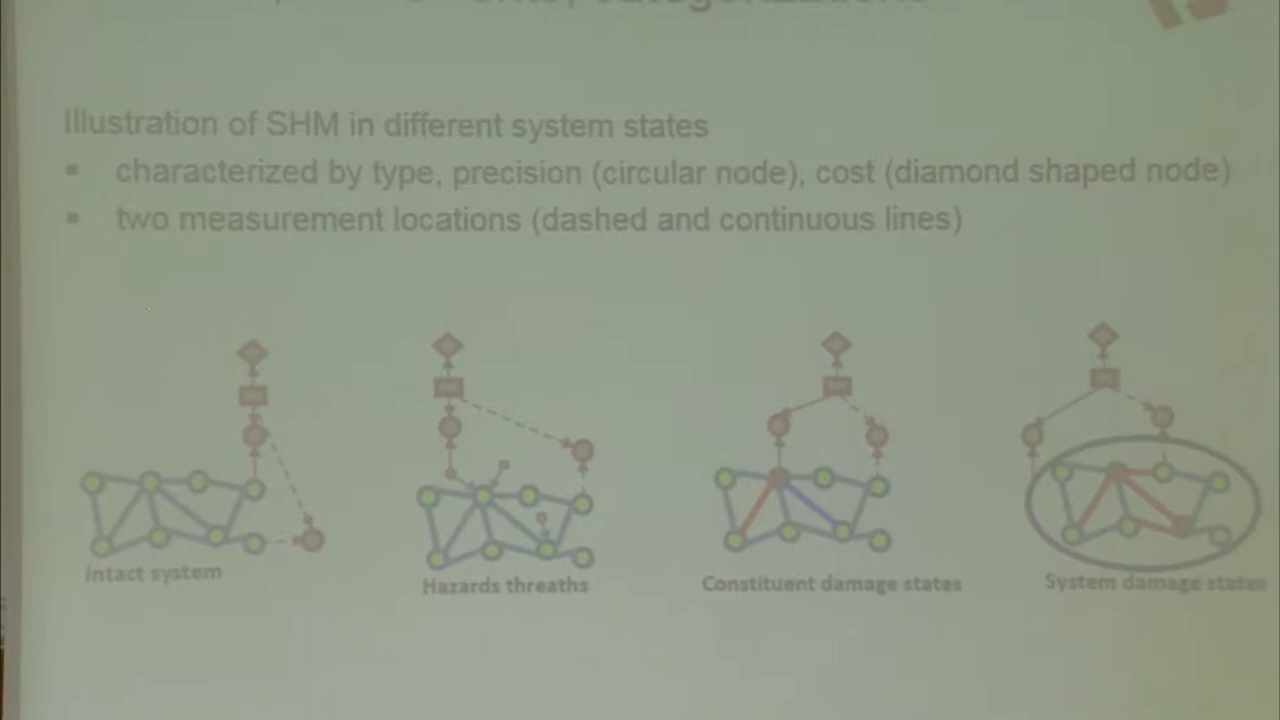 Illustration of SHM in different system states
▪ characterized by type, precision (circular node), cost (diamond shaped node)
▪ two measurement locations (dashed and continuous lines)
Intact system
Hazards threaths
Constituent damage states
System damage states